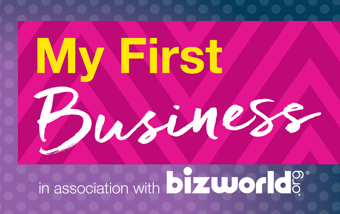 My First
Business
in association with bizworld.org®